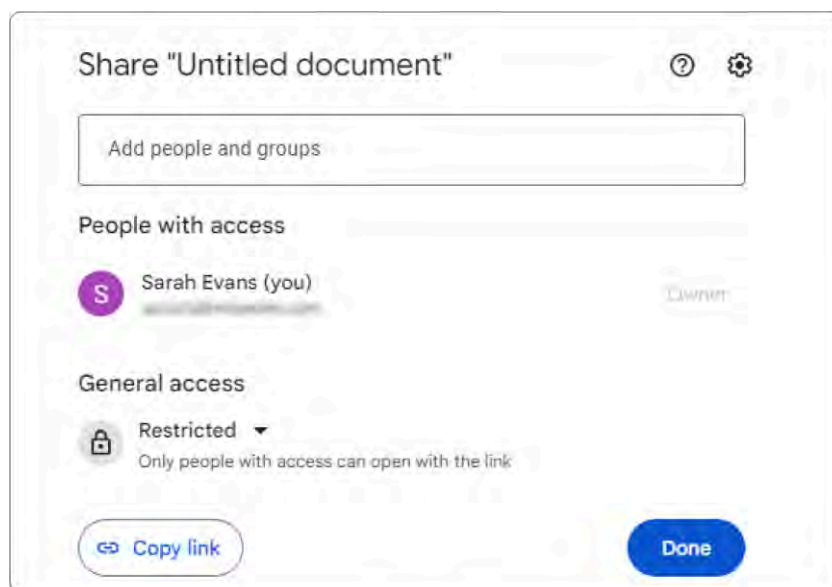 Share "Untitled document"
Add people and groups
People with access
S
Sarah Evans (you)
Owner
General access
Restricted
Only people with access can open with the link
Copy link
Done